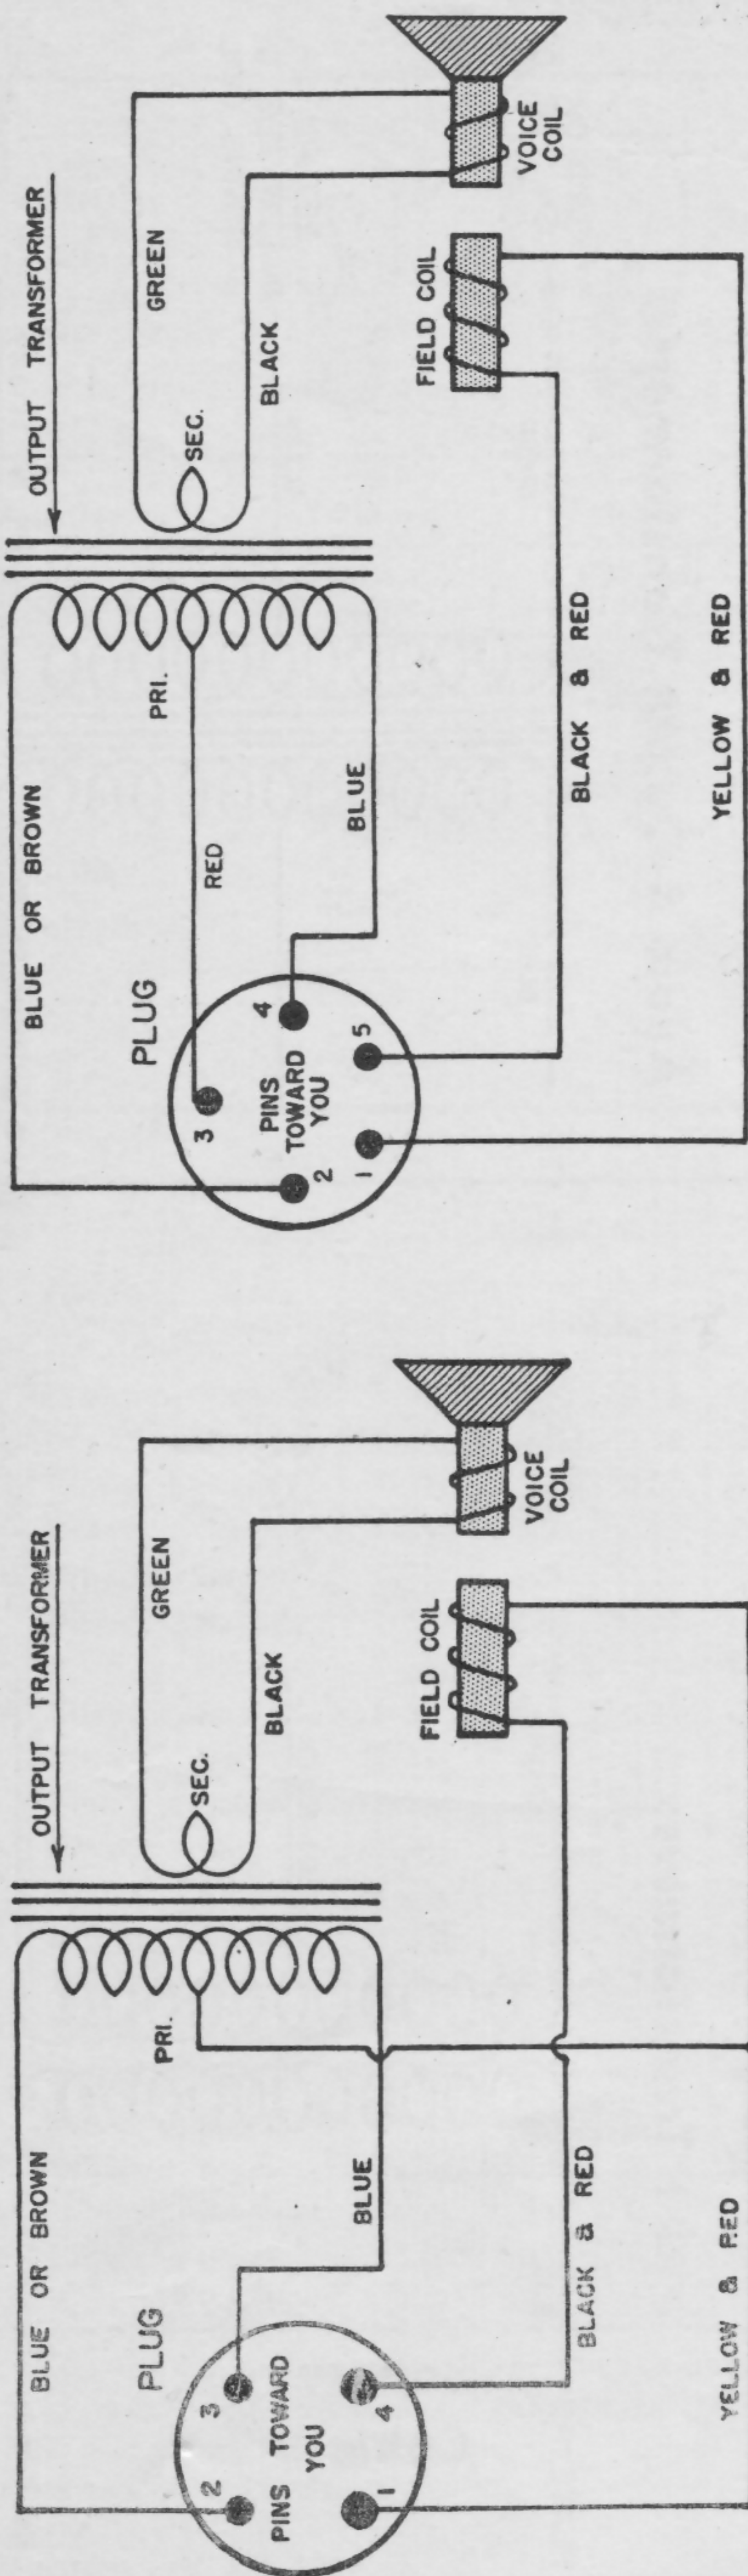 OUTPUT TRANSFORMER
BLUE OR BROWN
GREEN
PRI.
SEC.
PLUG
BLACK
3
2
PINS TOWARD
YOU
BLUE
1
4
FIELD COIL
VOICE
COIL
BLACK & RED
YELLOW & RED
OUTPUT TRANSFORMER
BLUE OR BROWN
GREEN
PRI.
SEC.
PLUG
RED
BLACK
3
4
PINS
TOWARD
YOU
2
BLUE
1
5
FIELD COIL
VOICE
COIL
BLACK & RED
YELLOW & RED